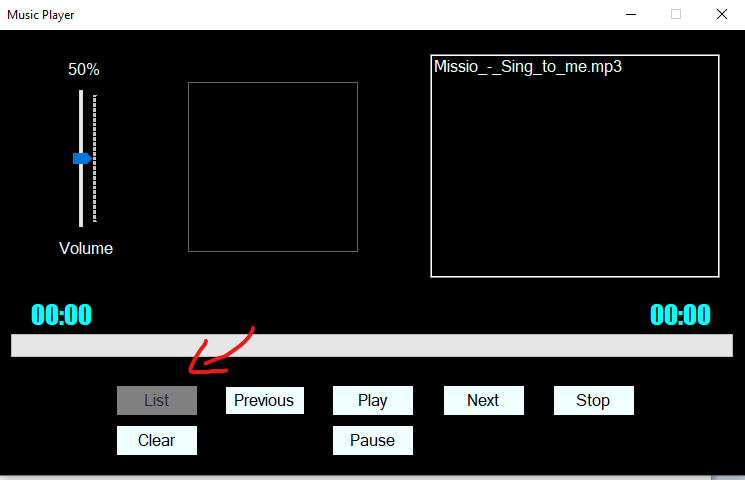 Music Player
50%
Missio_-_Sing_to_me.mp3
Volume
00:00
00:00
List
Previous
Play
Next
Stop
Clear
Pause